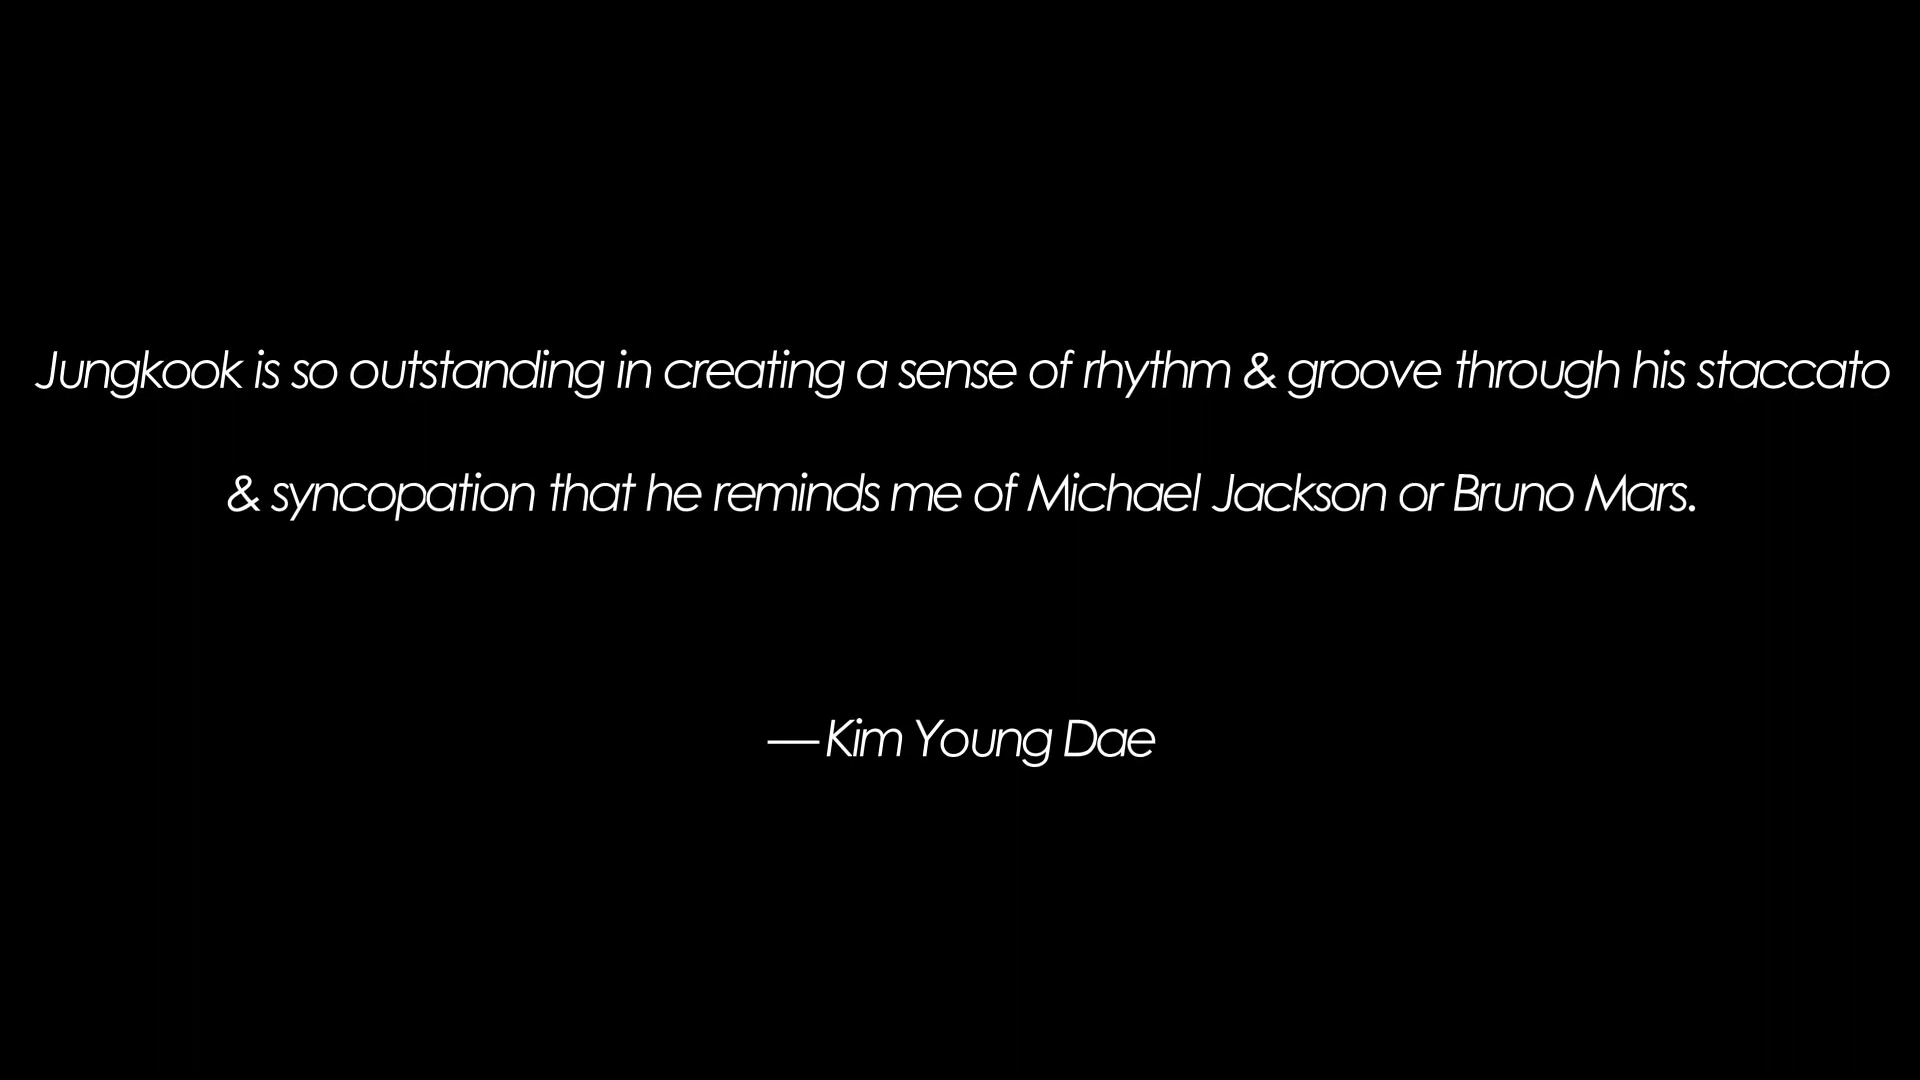 Jungkook is so outstanding in creating a sense of rhythm & groove through his staccato
& syncopation that he reminds me of Michael Jackson or Bruno Mars.
— Kim Young Dae